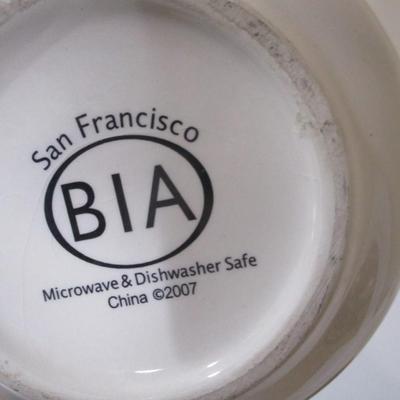 San Francisco
BIA
Microwave & Dishwasher Safe
China ©2007